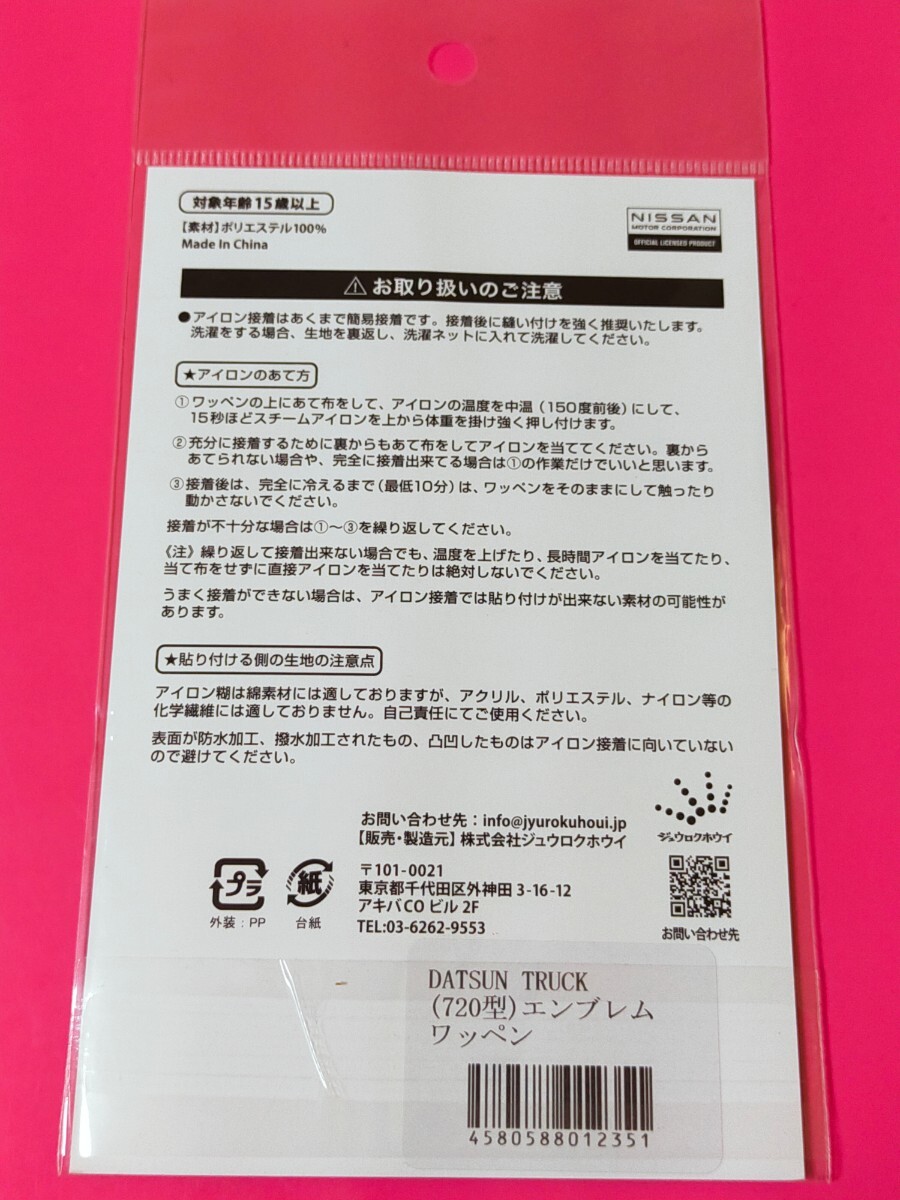 対象年齢15歳以上
【素材】ポリエステル100%
Made In China
NISSAN
MOTOR CORPORATION
OFFICIAL LICENSED PRODUCT
⚠お取り扱いのご注意
●アイロン接着はあくまで簡易接着です。接着後に縫い付けを強く推奨いたします。
洗濯をする場合、生地を裏返し、洗濯ネットに入れて洗濯してください。
★アイロンのあて方
①ワッペンの上にあて布をして、アイロンの温度を中温（150度前後）にして、
15秒ほどスチームアイロンを上から体重を掛け強く押し付けます。
②充分に接着するために裏からもあて布をしてアイロンを当ててください。裏から
あてられない場合や、完全に接着出来てる場合は①の作業だけでいいと思います。
③接着後は、完全に冷えるまで（最低10分）は、ワッペンをそのままにして触ったり
動かさないでください。
接着が不十分な場合は①〜③を繰り返してください。
《注》繰り返して接着出来ない場合でも、温度を上げたり、長時間アイロンを当てたり、
当て布をせずに直接アイロンを当てたりは絶対しないでください。
うまく接着ができない場合は、アイロン接着では貼り付けが出来ない素材の可能性が
あります。
★貼り付ける側の生地の注意点
アイロン糊は綿素材には適しておりますが、アクリル、ポリエステル、ナイロン等の
化学繊維には適しておりません。自己責任にてご使用ください。
表面が防水加工、撥水加工されたもの、凸凹したものはアイロン接着に向いていない
ので避けてください。
お問い合わせ先：info@jyurokuhoui.jp
【販売・製造元】株式会社ジュウロクホウイ
〒101-0021
東京都千代田区外神田 3-16-12
アキバCO ビル 2F
TEL:03-6262-9553
ジュウロクホウイ
お問い合わせ先
プラ
外装：PP
紙
台紙
DATSUN TRUCK
(720型)エンブレム
ワッペン
4580588012351